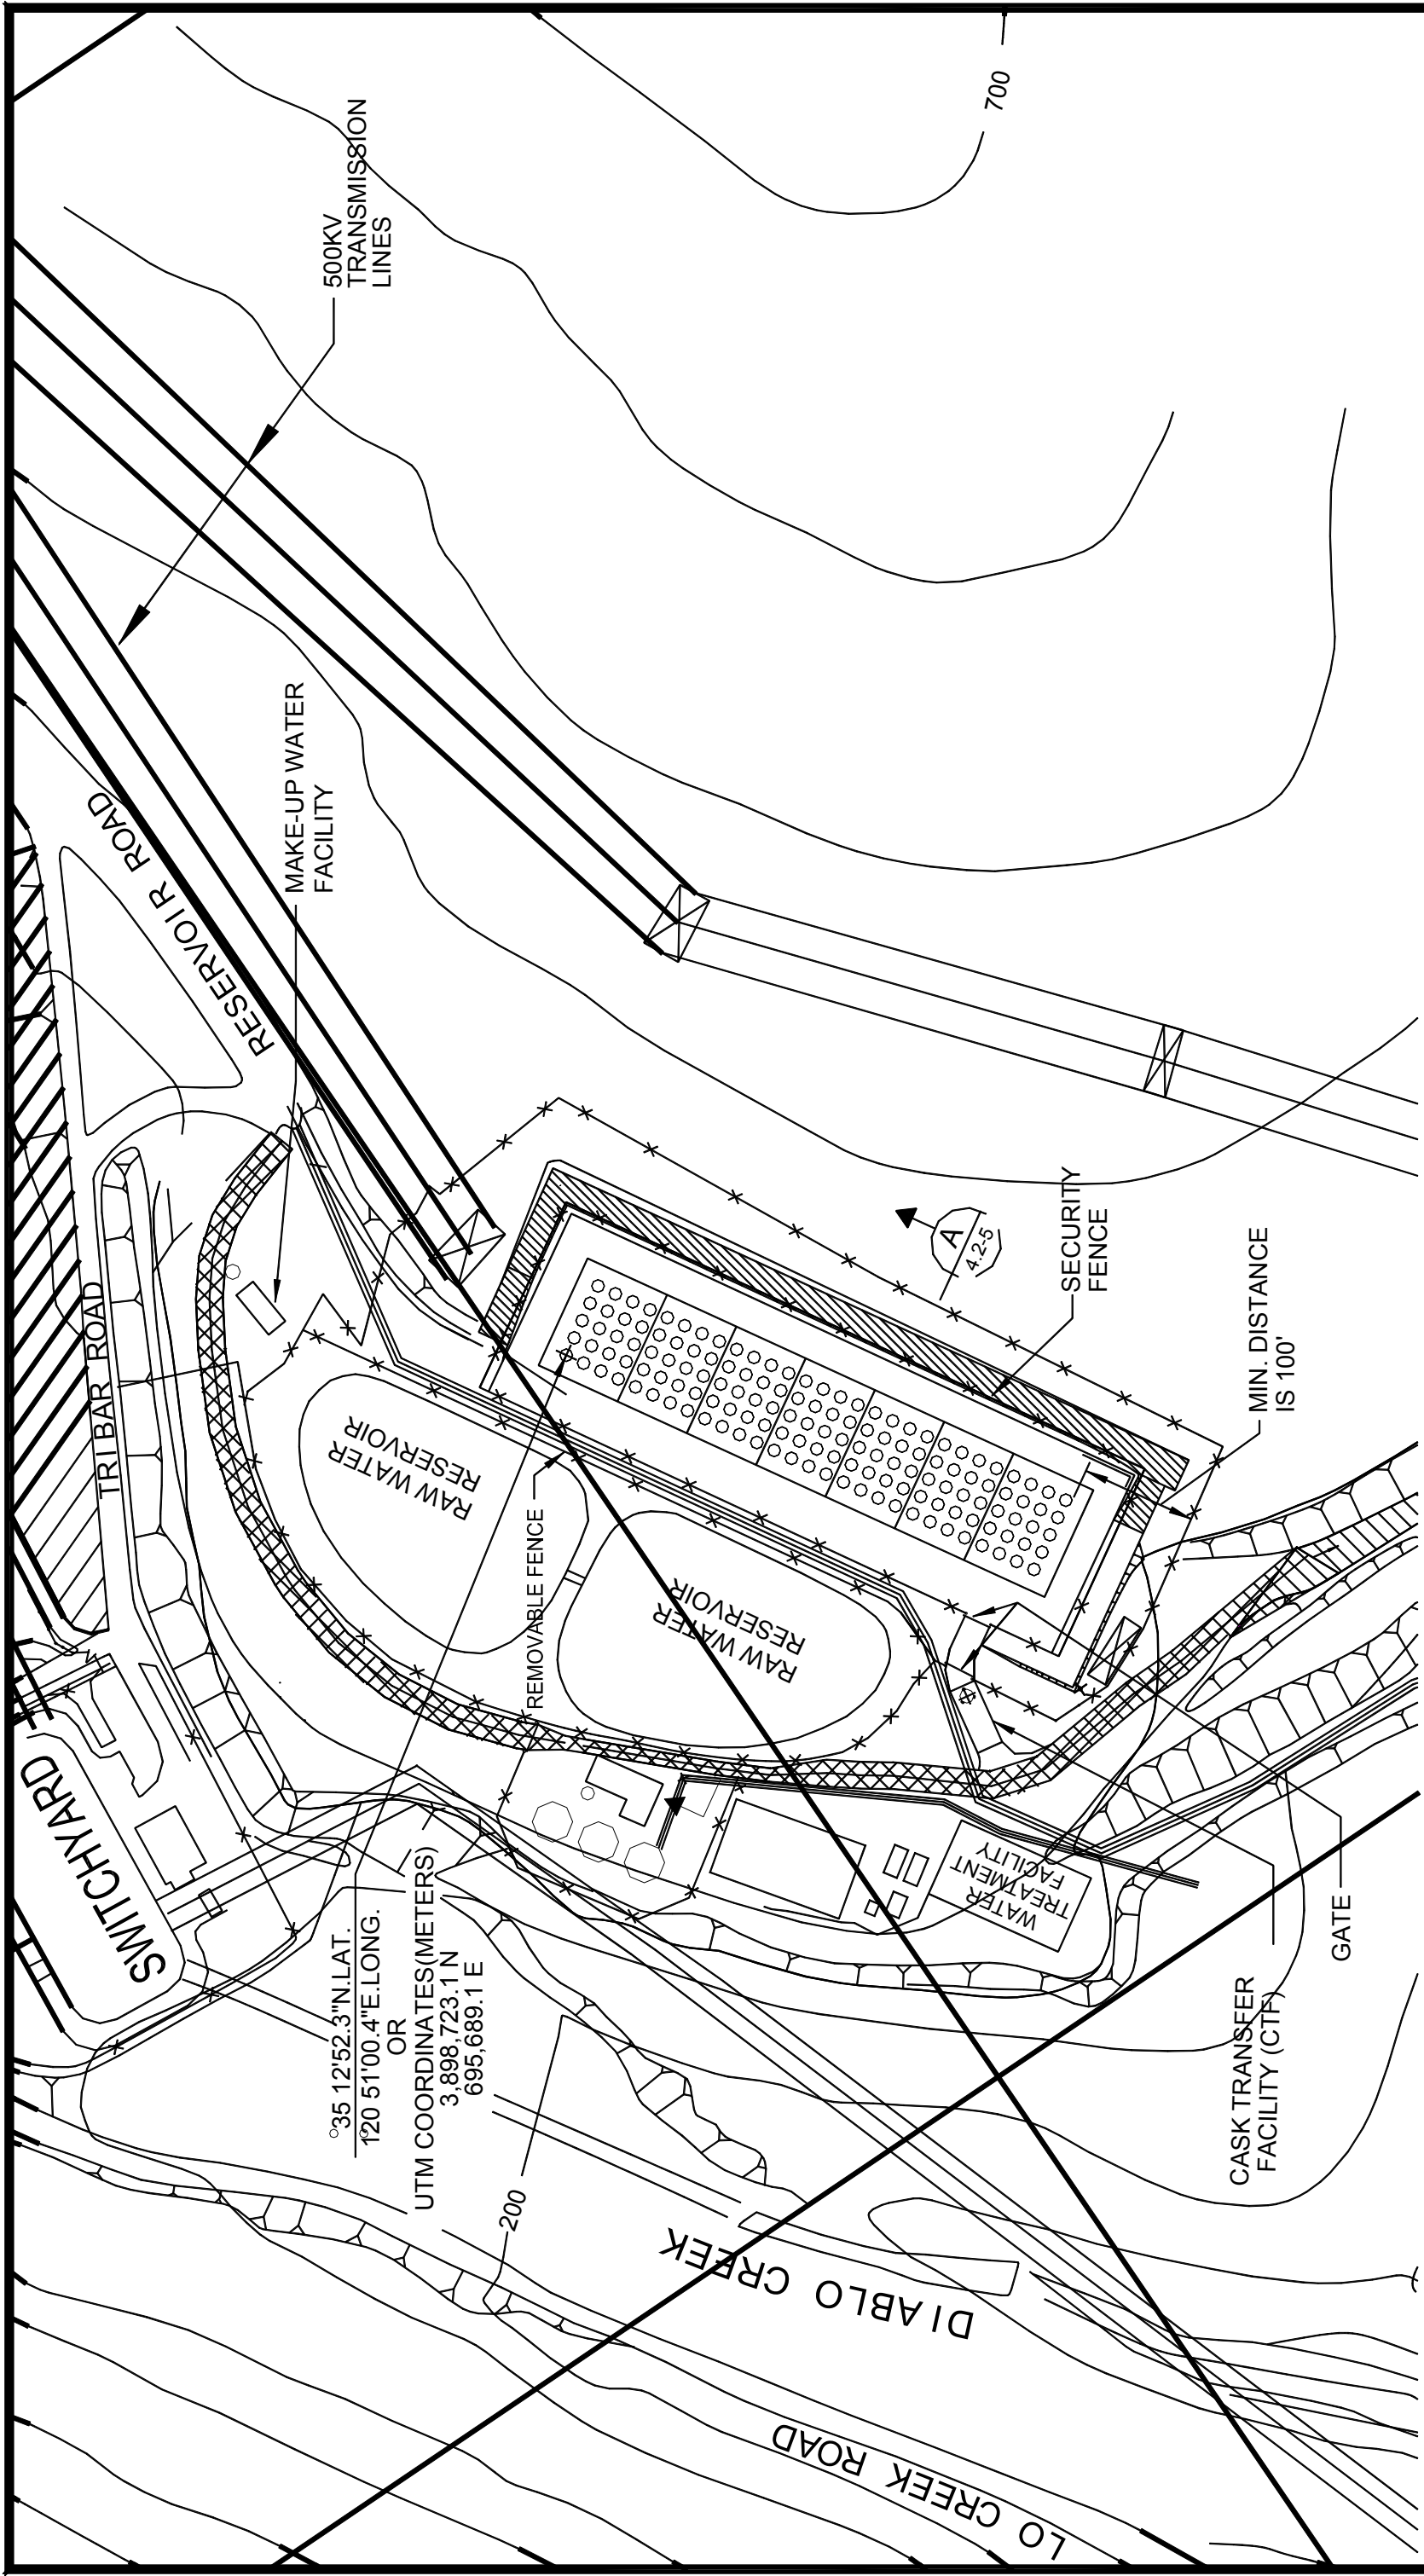 700
500KV
TRANSMISSION
LINES
MAKE-UP WATER
FACILITY
RESERVOIR ROAD
TRI BAR ROAD
SWITCHYARD
RAW WATER
RESERVOIR
REMOVABLE FENCE
RAW WATER
RESERVOIR
A
4.2-5
SECURITY
FENCE
MIN. DISTANCE
IS 100'
WATER
TREATMENT
FACILITY
GATE
CASK TRANSFER
FACILITY (CTF)
°35 12'52.3"N.LAT.
°120 51'00.4"E.LONG.
OR
UTM COORDINATES(METERS)
3,898,723.1 N
695,689.1 E
200
DIABLO CREEK
LO CREEK ROAD